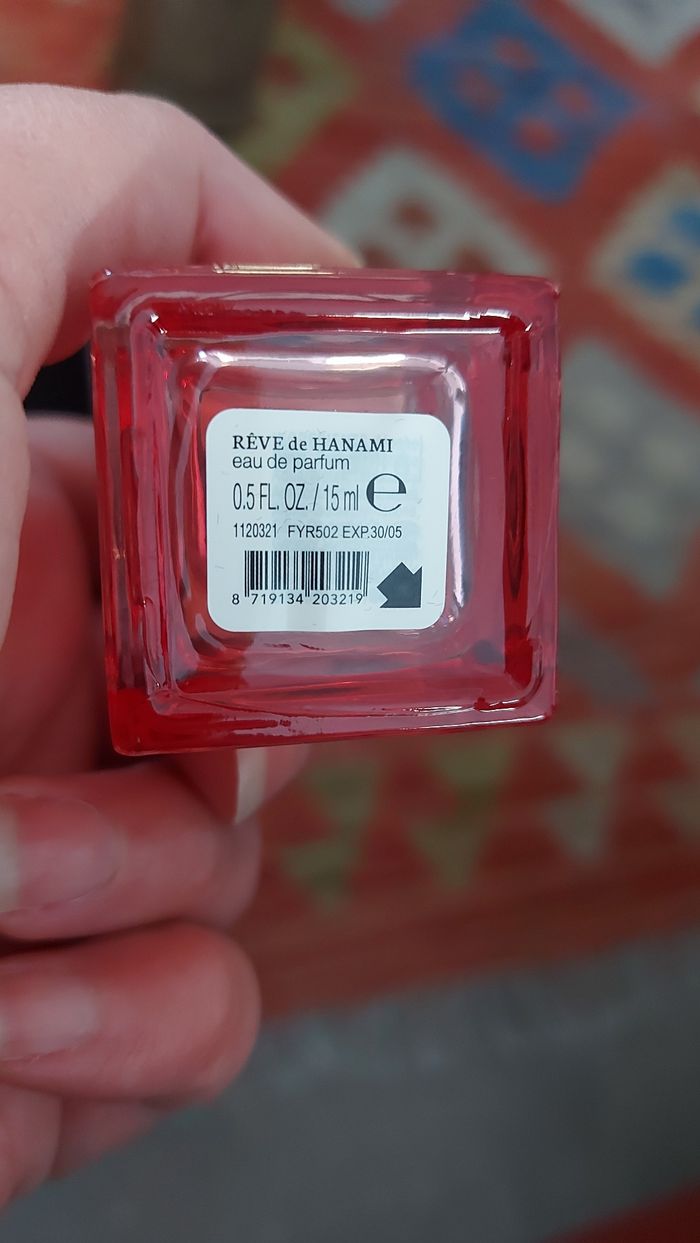 RÊVE de HANAMI
eau de parfum
0.5 FL. OZ. / 15 ml ℮
1120321 FYR502 EXP.30/05
8 719134 203219